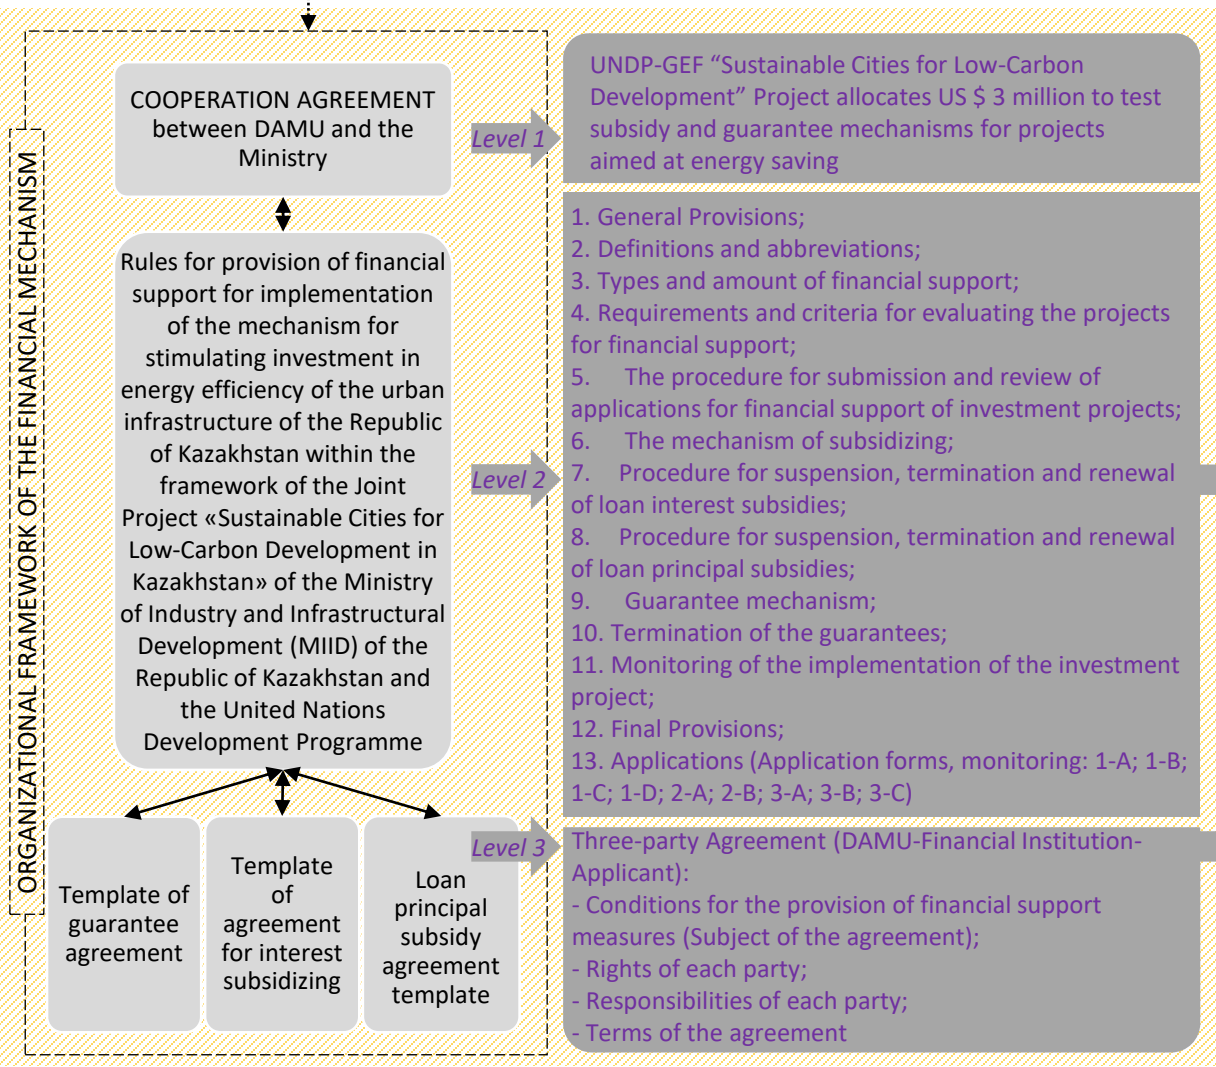 ORGANIZATIONAL FRAMEWORK OF THE FINANCIAL MECHANISM
COOPERATION AGREEMENT
between DAMU and the
Ministry
Level 1
UNDP-GEF “Sustainable Cities for Low-Carbon
Development” Project allocates US $ 3 million to test
subsidy and guarantee mechanisms for projects
aimed at energy saving
Rules for provision of financial
support for implementation
of the mechanism for
stimulating investment in
energy efficiency of the urban
infrastructure of the Republic
of Kazakhstan within the
framework of the Joint
Project «Sustainable Cities for
Low-Carbon Development in
Kazakhstan» of the Ministry
of Industry and Infrastructural
Development (MIID) of the
Republic of Kazakhstan and
the United Nations
Development Programme
Level 2
1. General Provisions;
2. Definitions and abbreviations;
3. Types and amount of financial support;
4. Requirements and criteria for evaluating the projects
for financial support;
5. The procedure for submission and review of
applications for financial support of investment projects;
6. The mechanism of subsidizing;
7. Procedure for suspension, termination and renewal
of loan interest subsidies;
8. Procedure for suspension, termination and renewal
of loan principal subsidies;
9. Guarantee mechanism;
10. Termination of the guarantees;
11. Monitoring of the implementation of the investment
project;
12. Final Provisions;
13. Applications (Application forms, monitoring: 1-A; 1-B;
1-C; 1-D; 2-A; 2-B; 3-A; 3-B; 3-C)
Template of
guarantee
agreement
Template
of
agreement
for interest
subsidizing
Loan
principal
subsidy
agreement
template
Level 3
Three-party Agreement (DAMU-Financial Institution-
Applicant):
- Conditions for the provision of financial support
measures (Subject of the agreement);
- Rights of each party;
- Responsibilities of each party;
- Terms of the agreement